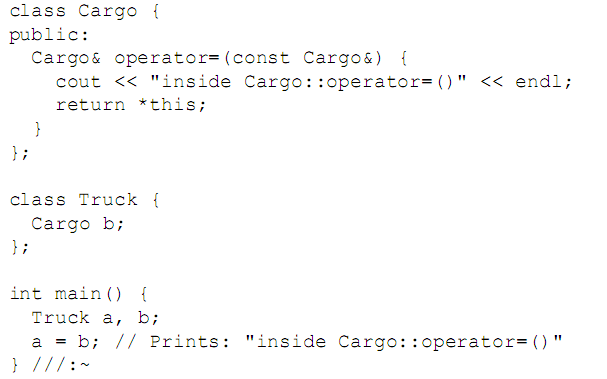 class Cargo {
public:
  Cargo& operator=(const Cargo&) {
    cout << "inside Cargo::operator=()" << endl;
    return *this;
  }
};

class Truck {
  Cargo b;
};

int main() {
  Truck a, b;
  a = b; // Prints: "inside Cargo::operator=()"
} ///:~